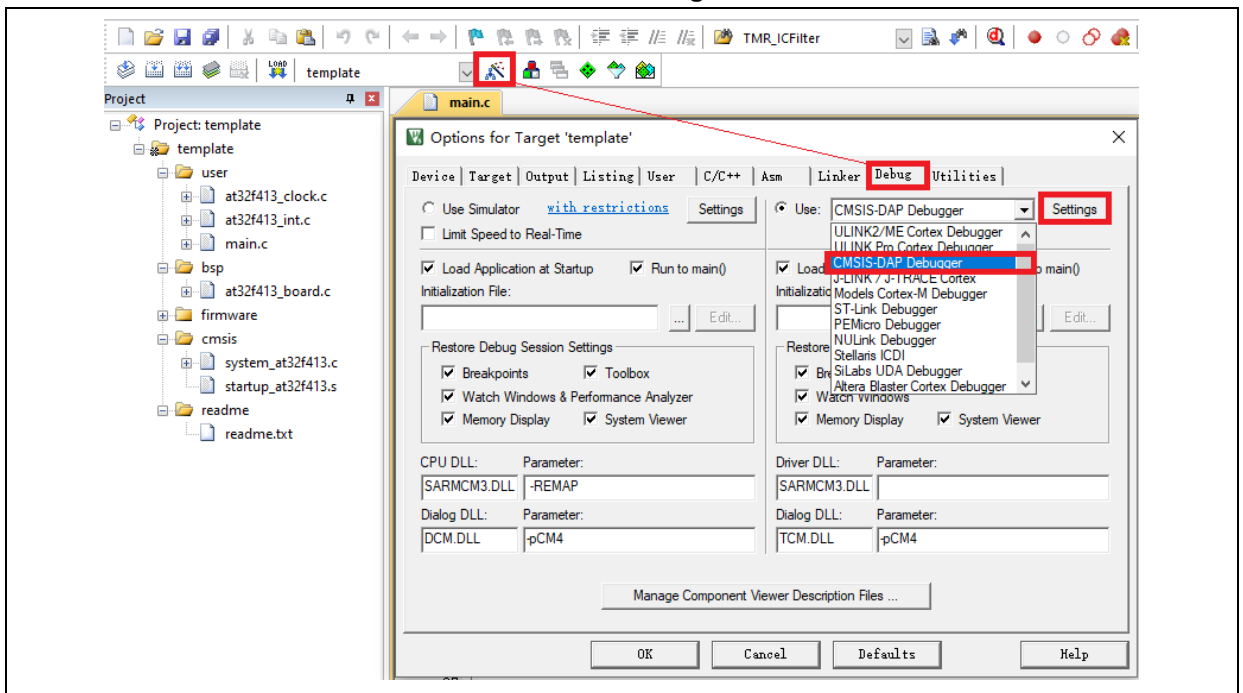 TMR_ICFilter
LOAD
template
Project
main.c
Project: template
template
user
at32f413_clock.c
at32f413_int.c
main.c
bsp
at32f413_board.c
firmware
cmsis
system_at32f413.c
startup_at32f413.s
readme
readme.txt
Options for Target 'template'
Device Target Output Listing User C/C++ Asm Linker Debug Utilities
Use Simulator with restrictions Settings
Use: CMSIS-DAP Debugger Settings
Limit Speed to Real-Time
ULINK2/ME Cortex Debugger
ULINK Pro Cortex Debugger
CMSIS-DAP Debugger
J-LINK / J-TRACE Cortex
Models Cortex-M Debugger
ST-Link Debugger
PEMicro Debugger
NULink Debugger
Stellaris ICDI
SiLabs UDA Debugger
Altera Blaster Cortex Debugger
Load Application at Startup Run to main()
Load main()
Initialization File:
... Edit...
Edit...
Restore Debug Session Settings
Restore
Breakpoints Toolbox
Watch Windows & Performance Analyzer
Watch Windows
Memory Display System Viewer
Memory Display System Viewer
CPU DLL: Parameter:
SARMCM3.DLL -REMAP
Driver DLL: Parameter:
SARMCM3.DLL
Dialog DLL: Parameter:
DCM.DLL -pCM4
Dialog DLL: Parameter:
TCM.DLL -pCM4
Manage Component Viewer Description Files ...
OK Cancel Defaults Help